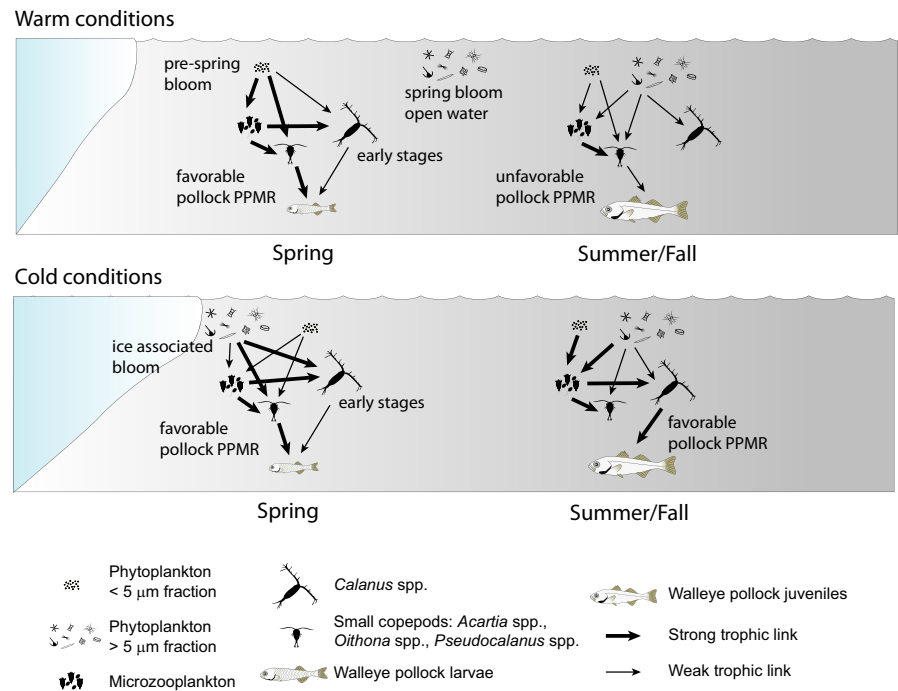 Warm conditions
pre-spring
bloom
spring bloom
open water
early stages
favorable
pollock PPMR
unfavorable
pollock PPMR
Spring
Summer/Fall
Cold conditions
ice associated
bloom
early stages
favorable
pollock PPMR
favorable
pollock PPMR
Spring
Summer/Fall
Phytoplankton
< 5 μm fraction
Phytoplankton
> 5 μm fraction
Microzooplankton
Calanus spp.
Small copepods: Acartia spp.,
Oithona spp., Pseudocalanus spp.
Walleye pollock larvae
Walleye pollock juveniles
Strong trophic link
Weak trophic link